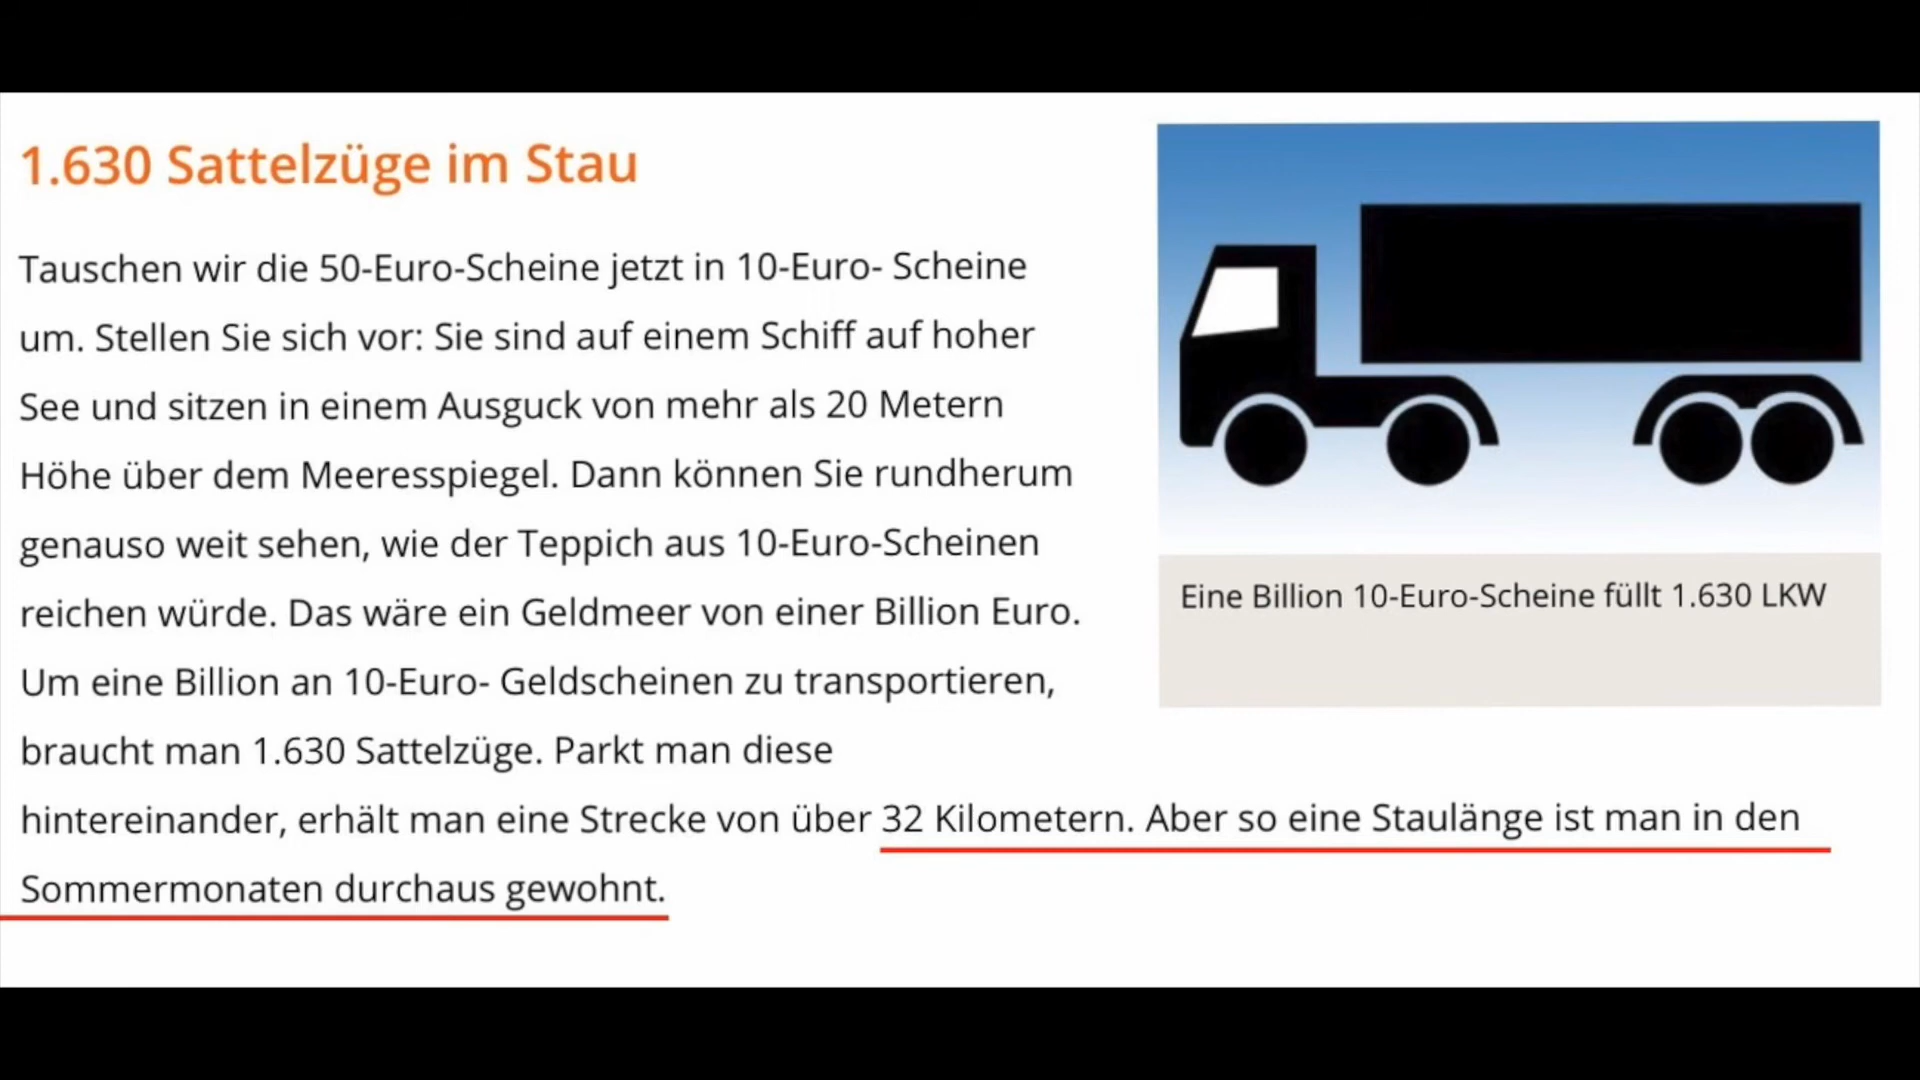 1.630 Sattelzüge im Stau
Tauschen wir die 50-Euro-Scheine jetzt in 10-Euro- Scheine
um. Stellen Sie sich vor: Sie sind auf einem Schiff auf hoher
See und sitzen in einem Ausguck von mehr als 20 Metern
Höhe über dem Meeresspiegel. Dann können Sie rundherum
genauso weit sehen, wie der Teppich aus 10-Euro-Scheinen
reichen würde. Das wäre ein Geldmeer von einer Billion Euro.
Um eine Billion an 10-Euro- Geldscheinen zu transportieren,
braucht man 1.630 Sattelzüge. Parkt man diese
hintereinander, erhält man eine Strecke von über 32 Kilometern. Aber so eine Staulänge ist man in den
Sommermonaten durchaus gewohnt.
Eine Billion 10-Euro-Scheine füllt 1.630 LKW